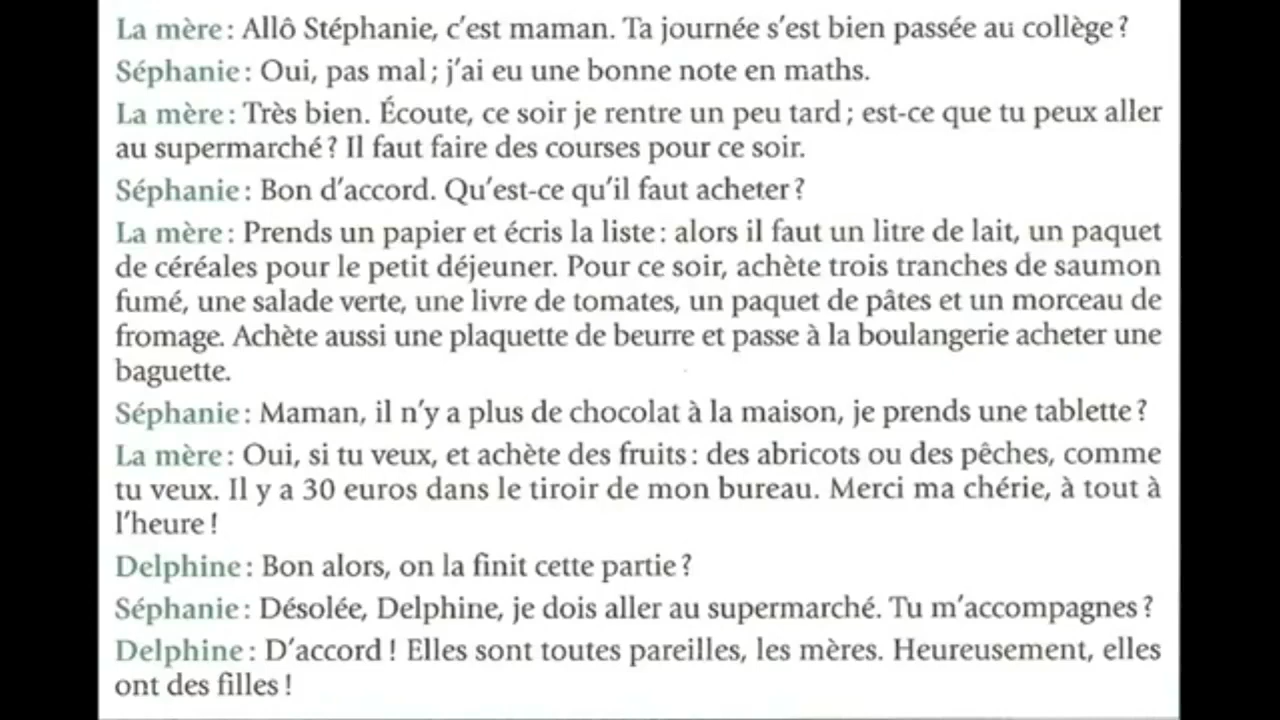 La mère : Allô Stéphanie, c'est maman. Ta journée s'est bien passée au collège ?
Séphanie : Oui, pas mal ; j'ai eu une bonne note en maths.
La mère : Très bien. Écoute, ce soir je rentre un peu tard ; est-ce que tu peux aller
au supermarché ? Il faut faire des courses pour ce soir.
Séphanie : Bon d'accord. Qu'est-ce qu'il faut acheter ?
La mère : Prends un papier et écris la liste : alors il faut un litre de lait, un paquet
de céréales pour le petit déjeuner. Pour ce soir, achète trois tranches de saumon
fumé, une salade verte, une livre de tomates, un paquet de pâtes et un morceau de
fromage. Achète aussi une plaquette de beurre et passe à la boulangerie acheter une
baguette.
Séphanie : Maman, il n'y a plus de chocolat à la maison, je prends une tablette ?
La mère : Oui, si tu veux, et achète des fruits : des abricots ou des pêches, comme
tu veux. Il y a 30 euros dans le tiroir de mon bureau. Merci ma chérie, à tout à
l'heure !
Delphine : Bon alors, on la finit cette partie ?
Séphanie : Désolée, Delphine, je dois aller au supermarché. Tu m'accompagnes ?
Delphine : D'accord ! Elles sont toutes pareilles, les mères. Heureusement, elles
ont des filles !